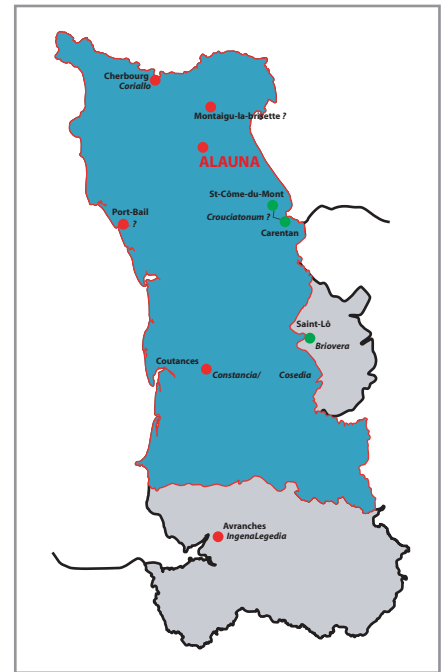 Cherbourg
Coriallo
Montaigu-la-brisette ?
ALAUNA
St-Côme-du-Mont
Port-Bail
?
Crouciatonum ?
Carentan
Saint-Lô
Briovera
Coutances
Constancia/ Cosedia
Avranches
IngenaLegedia